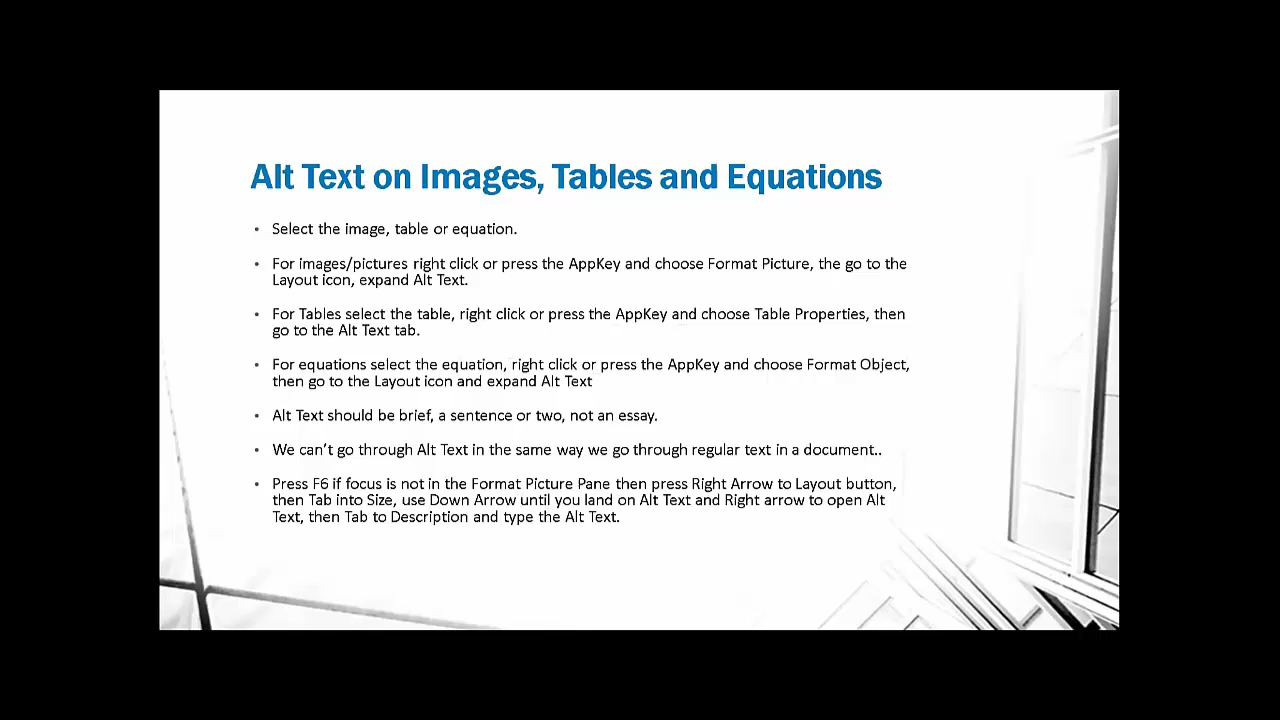 Alt Text on Images, Tables and Equations
• Select the image, table or equation.
• For images/pictures right click or press the AppKey and choose Format Picture, the go to the
Layout icon, expand Alt Text.
• For Tables select the table, right click or press the AppKey and choose Table Properties, then
go to the Alt Text tab.
• For equations select the equation, right click or press the AppKey and choose Format Object,
then go to the Layout icon and expand Alt Text
• Alt Text should be brief, a sentence or two, not an essay.
• We can't go through Alt Text in the same way we go through regular text in a document..
• Press F6 if focus is not in the Format Picture Pane then press Right Arrow to Layout button,
then Tab into Size, use Down Arrow until you land on Alt Text and Right arrow to open Alt
Text, then Tab to Description and type the Alt Text.